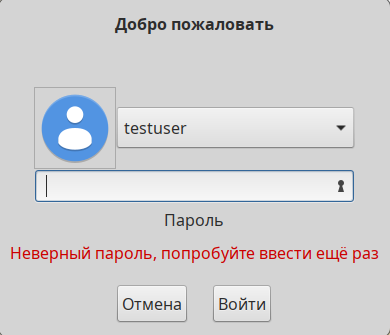 Добро пожаловать
testuser
Пароль
Неверный пароль, попробуйте ввести ещё раз
Отмена
Войти